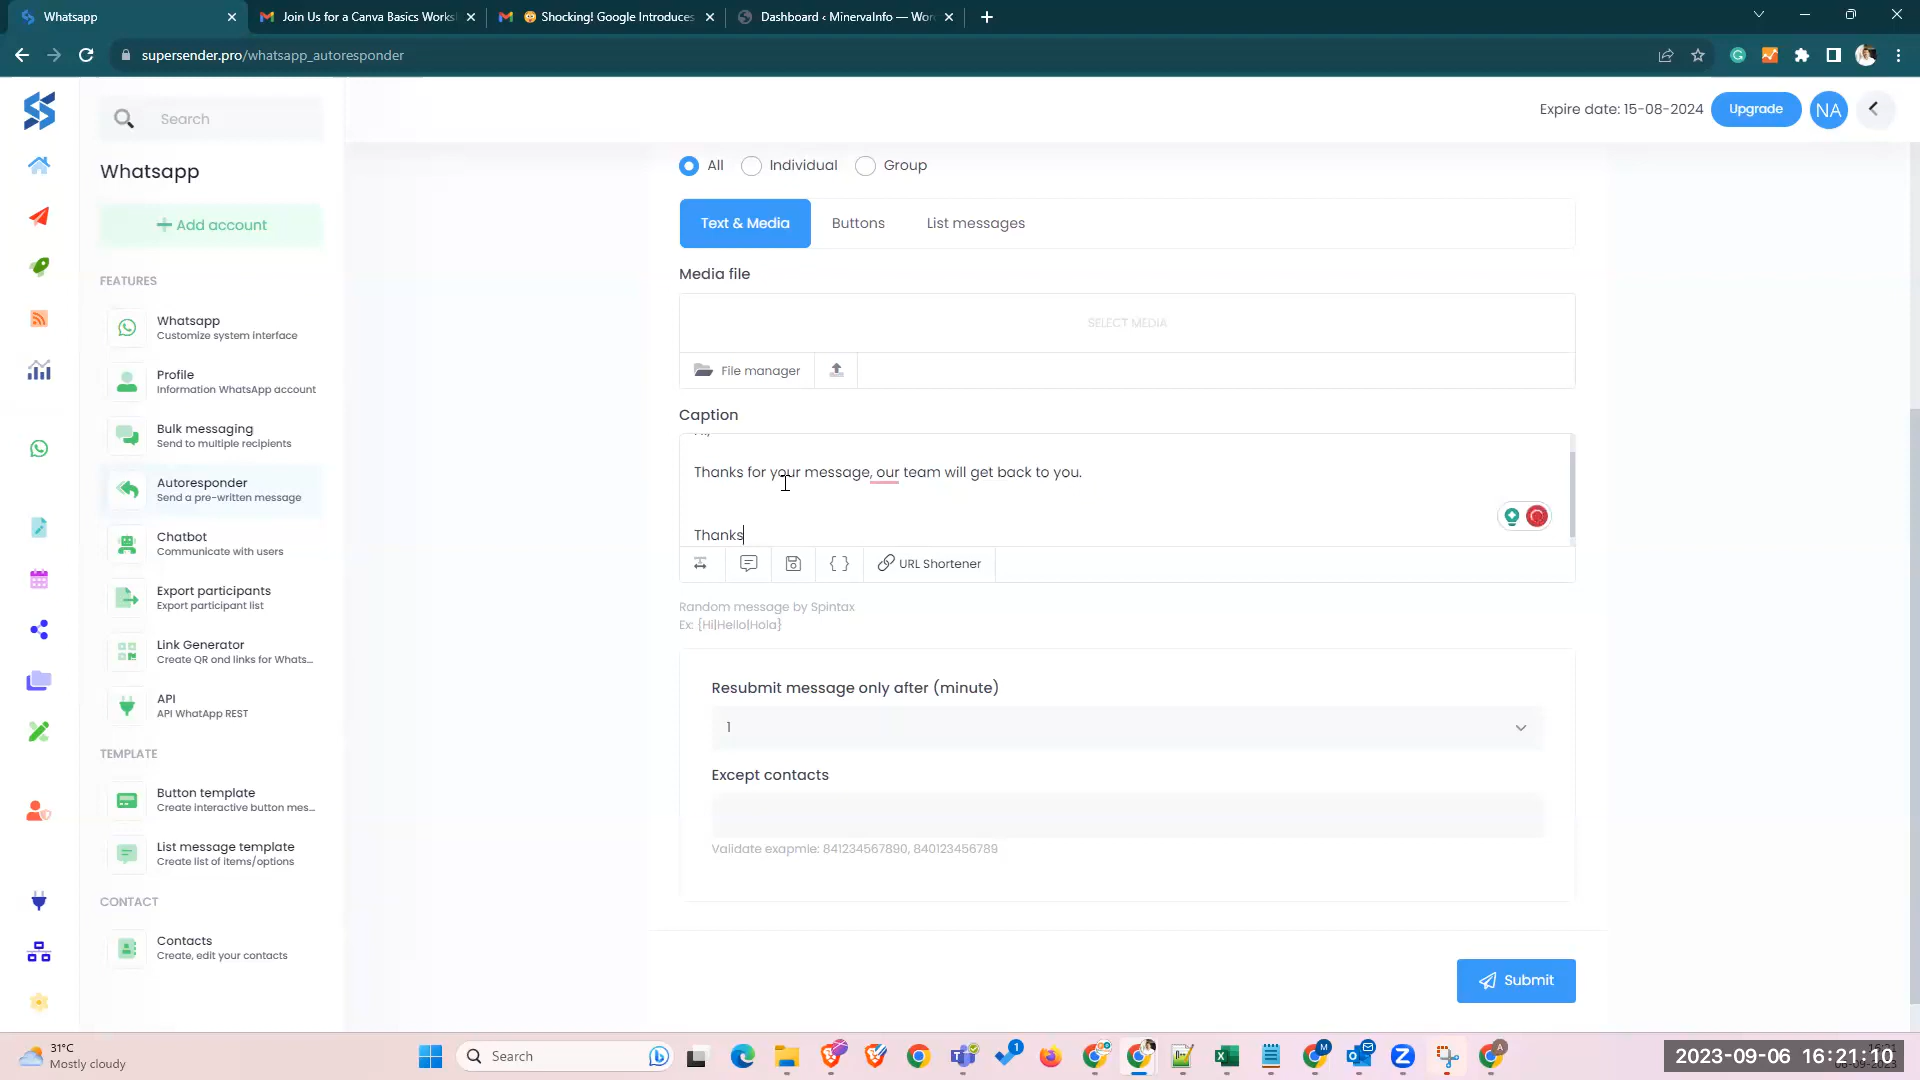 Whatsapp
Join Us for a Canva Basics Works
Shocking! Google Introduces
Dashboard ‹ MinervaInfo — Wor
supersender.pro/whatsapp_autoresponder
Search
Expire date: 15-08-2024
Upgrade
NA
Whatsapp
Add account
FEATURES
Whatsapp
Customize system interface
Profile
Information WhatsApp account
Bulk messaging
Send to multiple recipients
Autoresponder
Send a pre-written message
Chatbot
Communicate with users
Export participants
Export participant list
Link Generator
Create QR ond links for Whats...
API
API WhatApp REST
TEMPLATE
Button template
Create interactive button mes...
List message template
Create list of items/options
CONTACT
Contacts
Create, edit your contacts
All
Individual
Group
Text & Media
Buttons
List messages
Media file
SELECT MEDIA
File manager
Caption
Thanks for your message, our team will get back to you.
Thanks
{ }
URL Shortener
Random message by Spintax
Ex: {Hi|Hello|Hola}
Resubmit message only after (minute)
1
Except contacts
Validate exapmle: 841234567890, 840123456789
Submit
31°C
Mostly cloudy
Search
2023-09-06 16:21:10